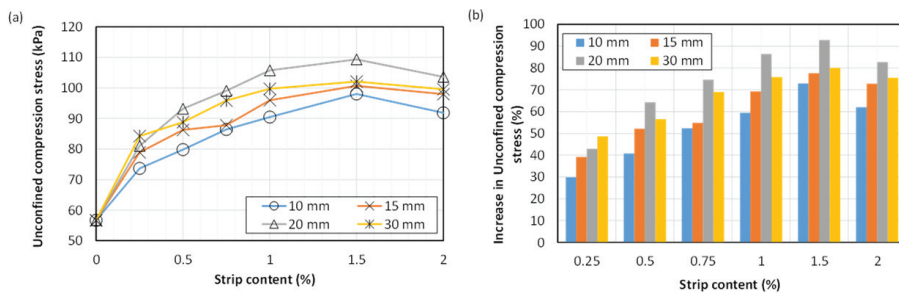 (a)
Unconfined compression stress (kPa)
120
110
100
90
80
70
60
50
0
0.5
1
1.5
2
Strip content (%)
10 mm
15 mm
20 mm
30 mm
(b)
Increase in Unconfined compression
stress (%)
100
90
80
70
60
50
40
30
20
10
0
10 mm
15 mm
20 mm
30 mm
0.25
0.5
0.75
1
1.5
2
Strip content (%)